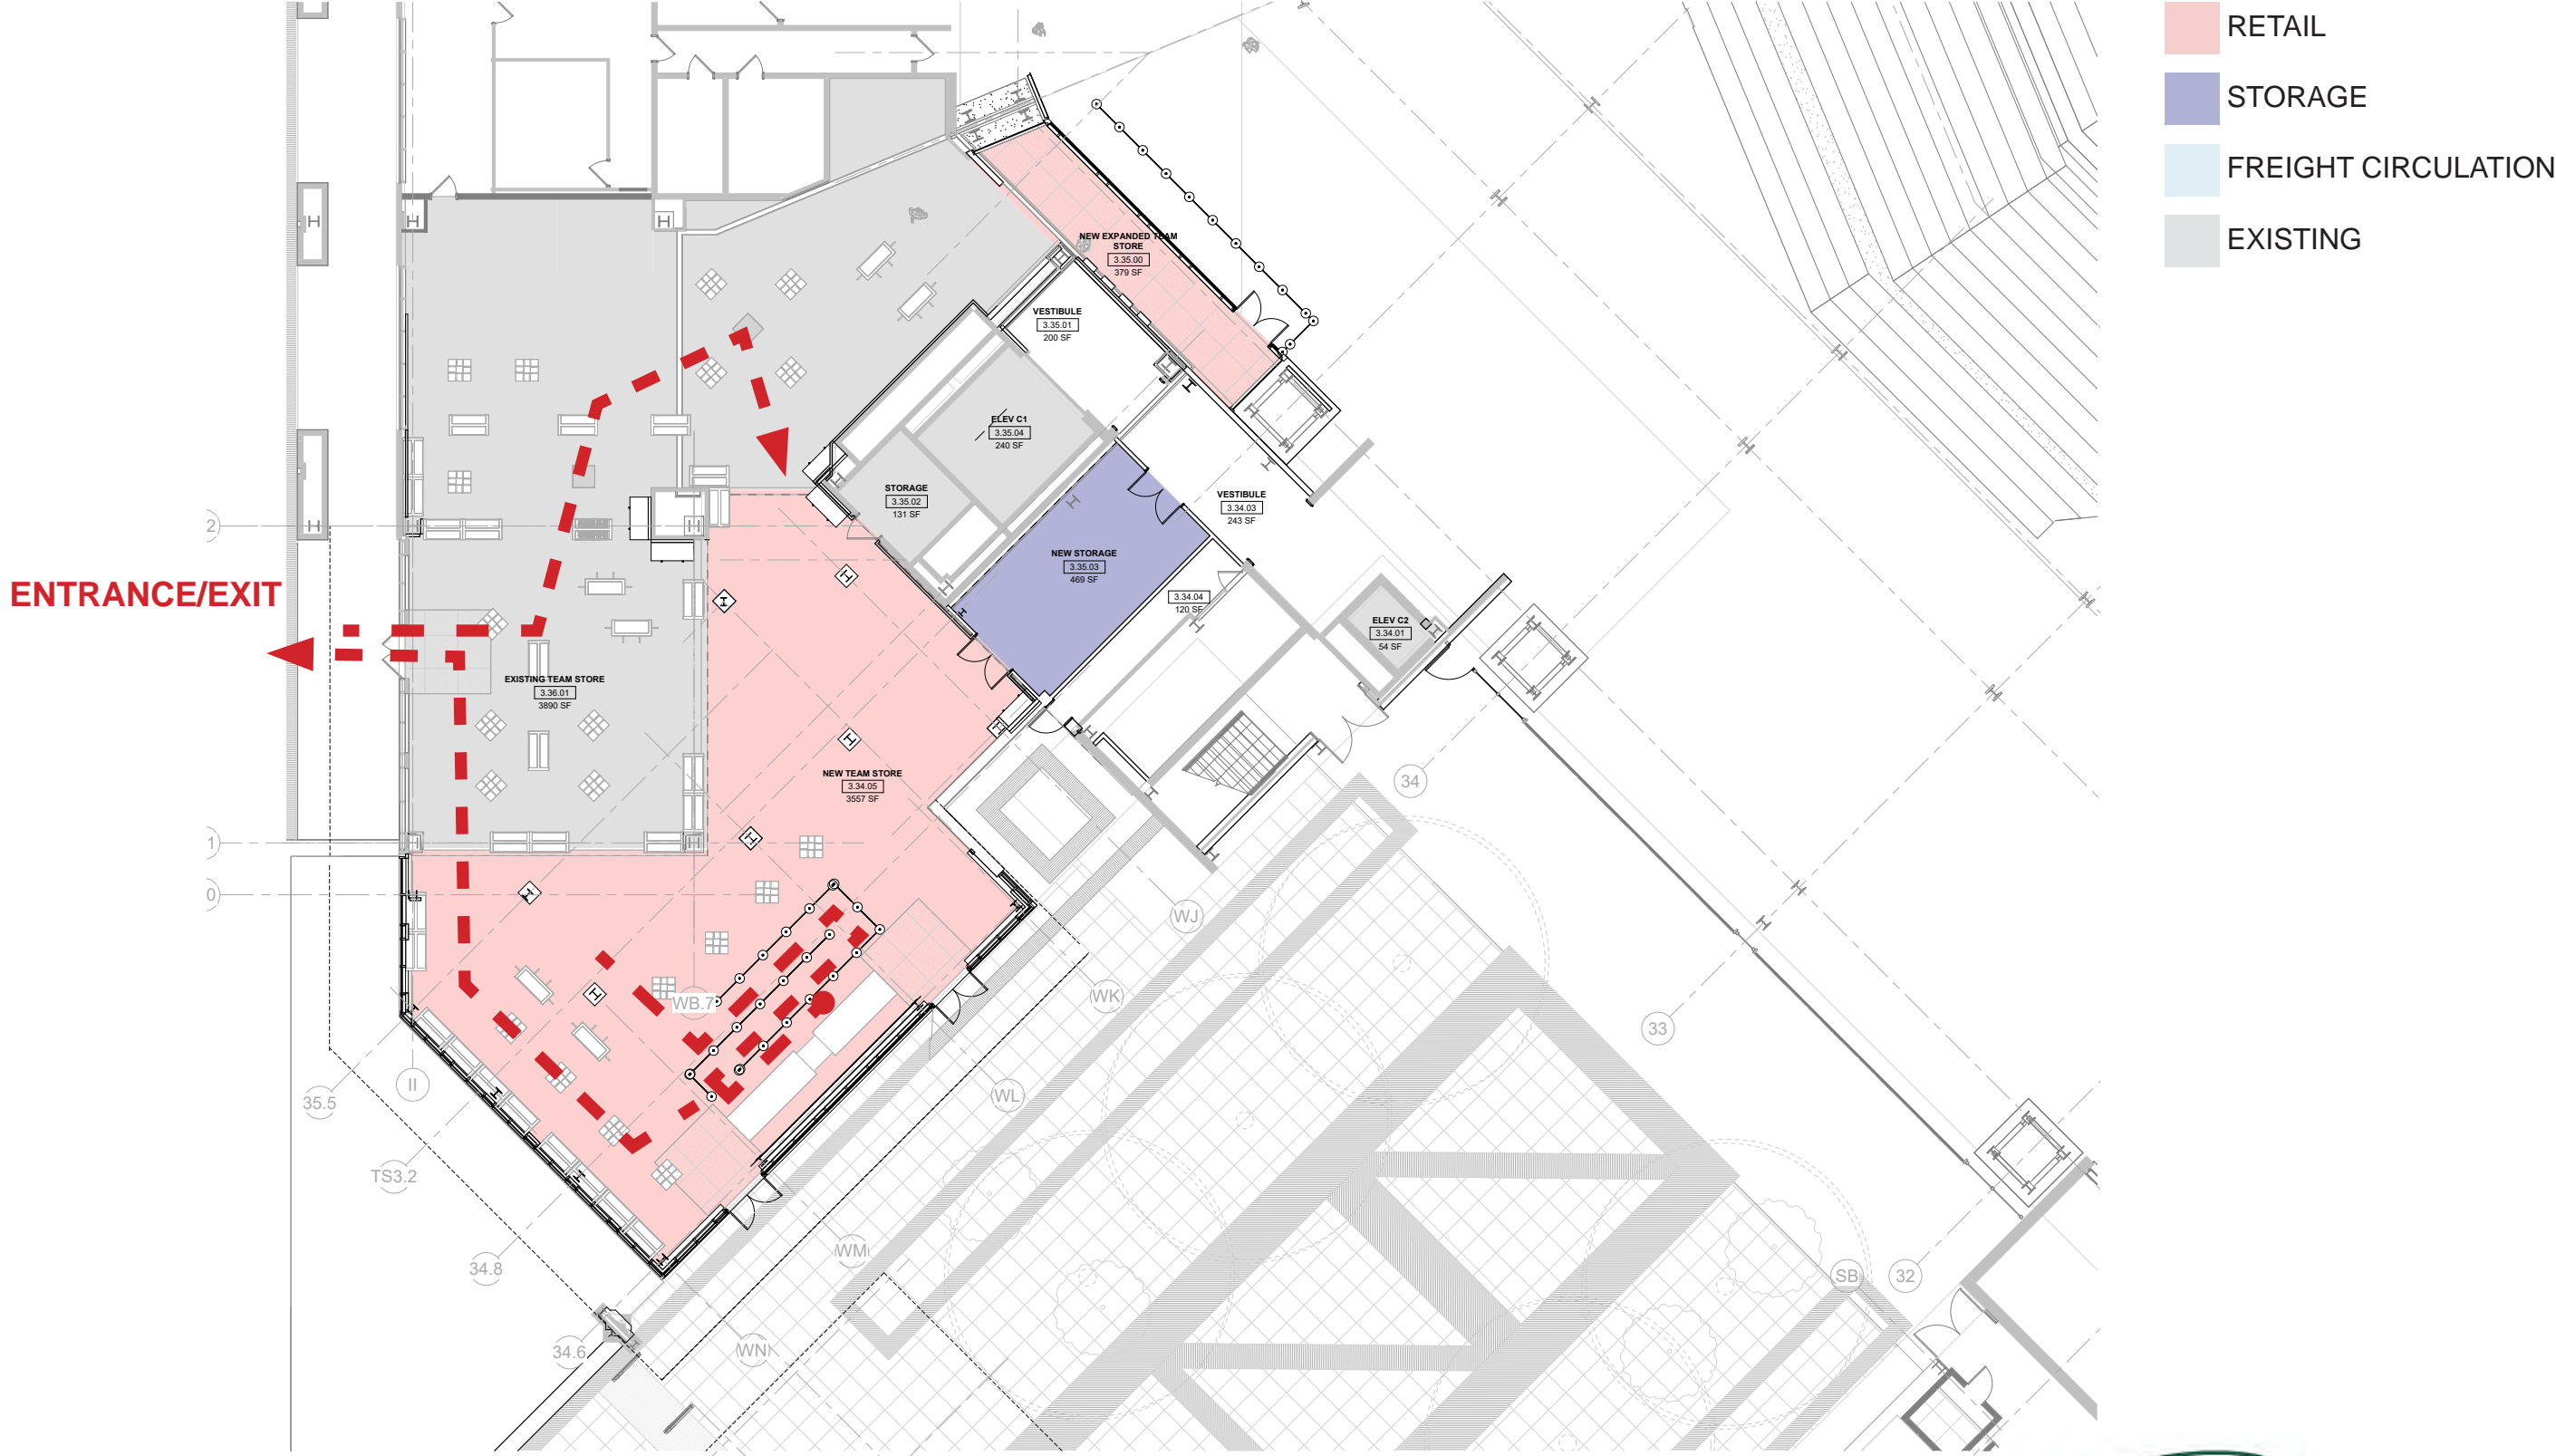 RETAIL
STORAGE
FREIGHT CIRCULATION
EXISTING
NEW EXPANDED TEAM
STORE
3.35.00
379 SF
VESTIBULE
3.35.01
200 SF
ELEV C1
3.35.04
240 SF
STORAGE
3.35.02
131 SF
VESTIBULE
3.34.03
243 SF
2
NEW STORAGE
3.35.03
469 SF
ENTRANCE/EXIT
3.34.04
120 SF
ELEV C2
3.34.01
54 SF
EXISTING TEAM STORE
3.36.01
3890 SF
NEW TEAM STORE
3.34.05
3557 SF
34
1
0
WJ
WK
WB.7
33
II
35.5
WL
TS3.2
WM
34.8
SB
32
34.6
WN